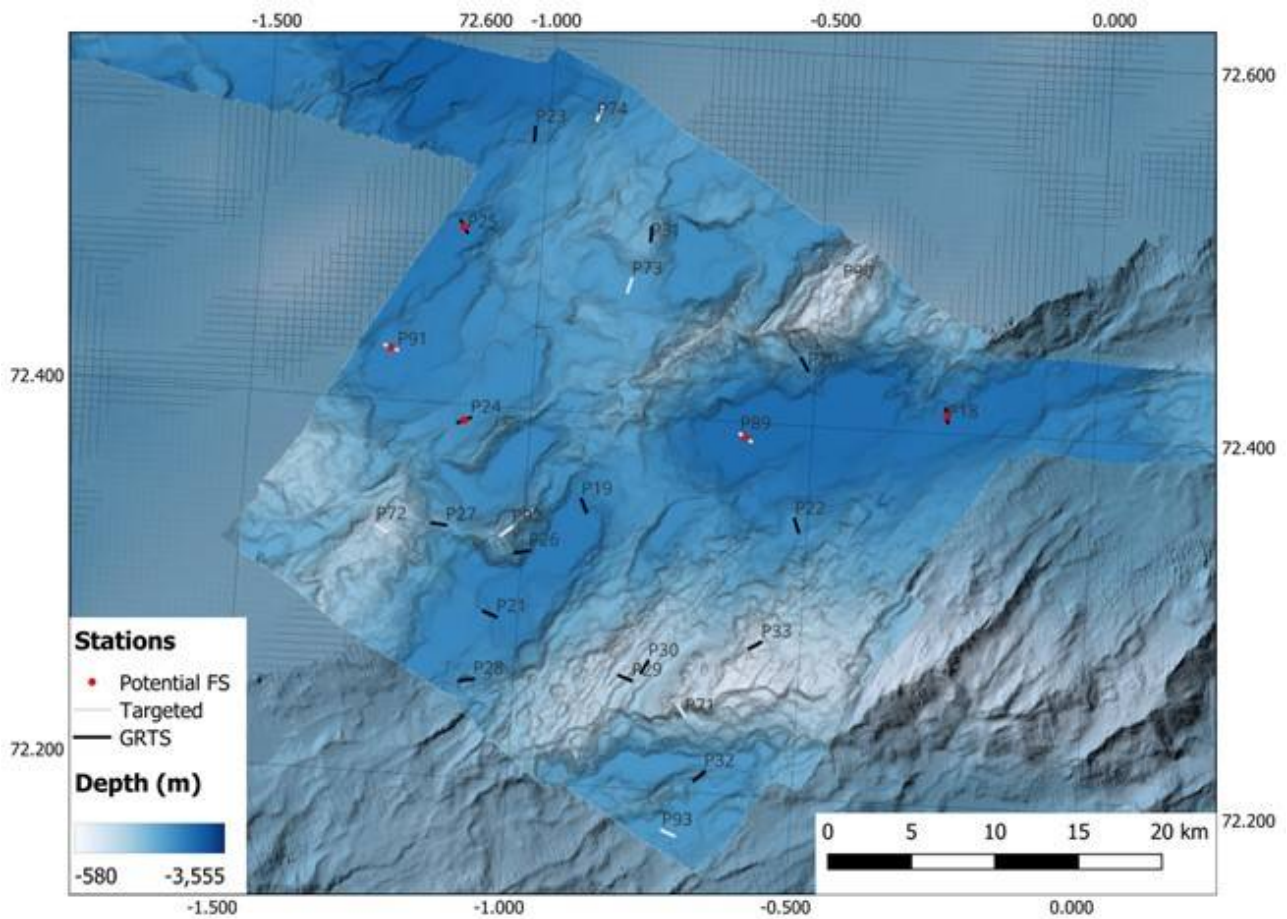 -1.500 72.600 -1.000 -0.500 0.000
72.600
P74
P23
P25
P31
P73
P90
P91
72.400
P24
P18
P89
72.400
P19
P72 P27 P92 P22
P26
P21
P33
P30
P28 P29
P71
72.200
P32
P93
72.200
Stations
Potential FS
Targeted
GRTS
Depth (m)
-580 -3,555
0 5 10 15 20 km
-1.500 -1.000 -0.500 0.000